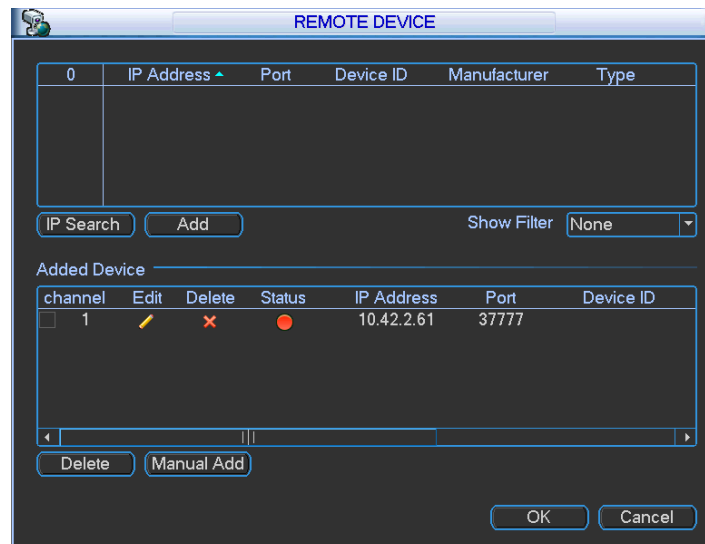 REMOTE DEVICE
0 IP Address Port Device ID Manufacturer Type
IP Search Add Show Filter None
Added Device
channel Edit Delete Status IP Address Port Device ID
1 10.42.2.61 37777
Delete Manual Add
OK Cancel